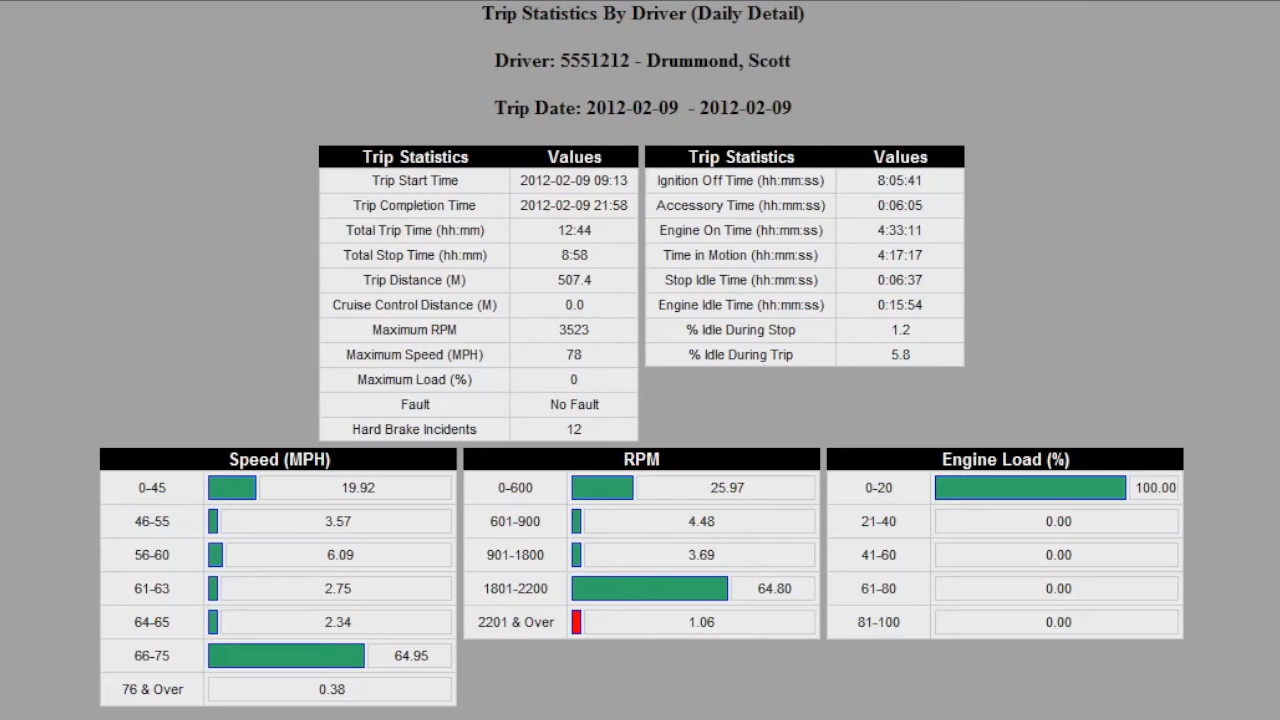 Trip Statistics By Driver (Daily Detail)
Driver: 5551212 - Drummond, Scott
Trip Date: 2012-02-09 - 2012-02-09
Trip Statistics Values
Trip Start Time 2012-02-09 09:13
Trip Completion Time 2012-02-09 21:58
Total Trip Time (hh:mm) 12:44
Total Stop Time (hh:mm) 8:58
Trip Distance (M) 507.4
Cruise Control Distance (M) 0.0
Maximum RPM 3523
Maximum Speed (MPH) 78
Maximum Load (%) 0
Fault No Fault
Hard Brake Incidents 12
Trip Statistics Values
Ignition Off Time (hh:mm:ss) 8:05:41
Accessory Time (hh:mm:ss) 0:06:05
Engine On Time (hh:mm:ss) 4:33:11
Time in Motion (hh:mm:ss) 4:17:17
Stop Idle Time (hh:mm:ss) 0:06:37
Engine Idle Time (hh:mm:ss) 0:15:54
% Idle During Stop 1.2
% Idle During Trip 5.8
Speed (MPH)
0-45 19.92
46-55 3.57
56-60 6.09
61-63 2.75
64-65 2.34
66-75 64.95
76 & Over 0.38
RPM
0-600 25.97
601-900 4.48
901-1800 3.69
1801-2200 64.80
2201 & Over 1.06
Engine Load (%)
0-20 100.00
21-40 0.00
41-60 0.00
61-80 0.00
81-100 0.00